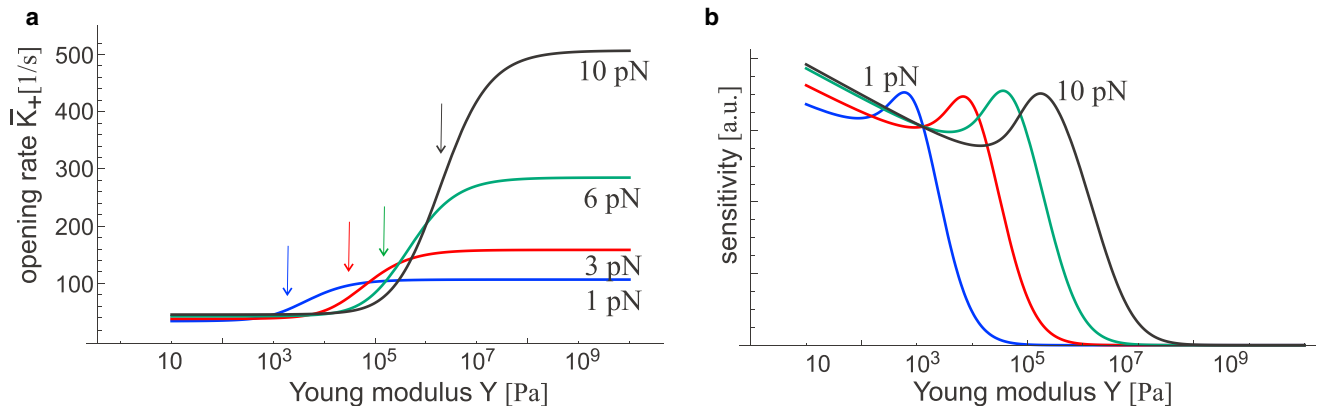 a
opening rate K̅₊[1/s]
500
400
300
200
100
10 pN
6 pN
3 pN
1 pN
10 10³ 10⁵ 10⁷ 10⁹
Young modulus Y [Pa]
b
sensitivity [a.u.]
1 pN
10 pN
10 10³ 10⁵ 10⁷ 10⁹
Young modulus Y [Pa]